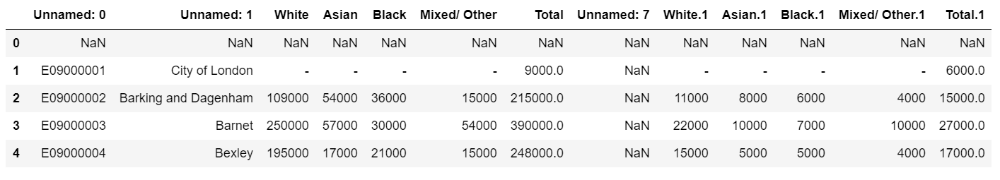 Unnamed: 0 Unnamed: 1 White Asian Black Mixed/ Other Total Unnamed: 7 White.1 Asian.1 Black.1 Mixed/ Other.1 Total.1
0 NaN NaN NaN NaN NaN NaN NaN NaN NaN NaN NaN NaN NaN
1 E09000001 City of London - - - - 9000.0 NaN - - - - 6000.0
2 E09000002 Barking and Dagenham 109000 54000 36000 15000 215000.0 NaN 11000 8000 6000 4000 15000.0
3 E09000003 Barnet 250000 57000 30000 54000 390000.0 NaN 22000 10000 7000 10000 27000.0
4 E09000004 Bexley 195000 17000 21000 15000 248000.0 NaN 15000 5000 5000 4000 17000.0